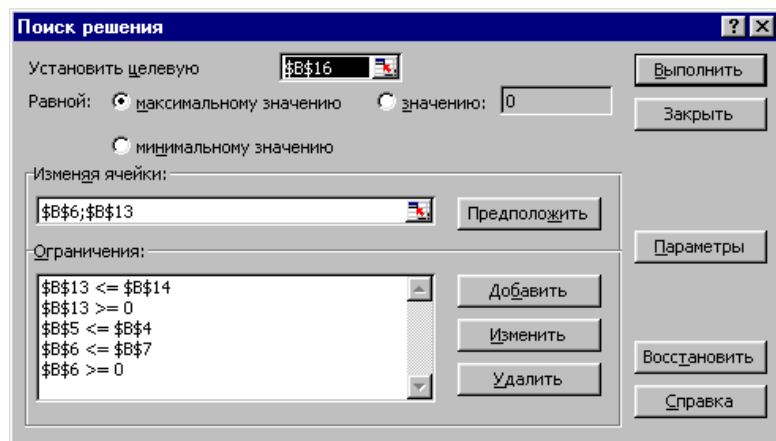 Поиск решения
Установить целевую $B$16 Выполнить
Равной: максимальному значению значению: 0 Закрыть
минимальному значению
Изменяя ячейки:
$B$6;$B$13 Предположить
Ограничения: Параметры
$B$13 <= $B$14 Добавить
$B$13 >= 0
$B$5 <= $B$4 Изменить
$B$6 <= $B$7 Восстановить
$B$6 >= 0 Удалить
Справка